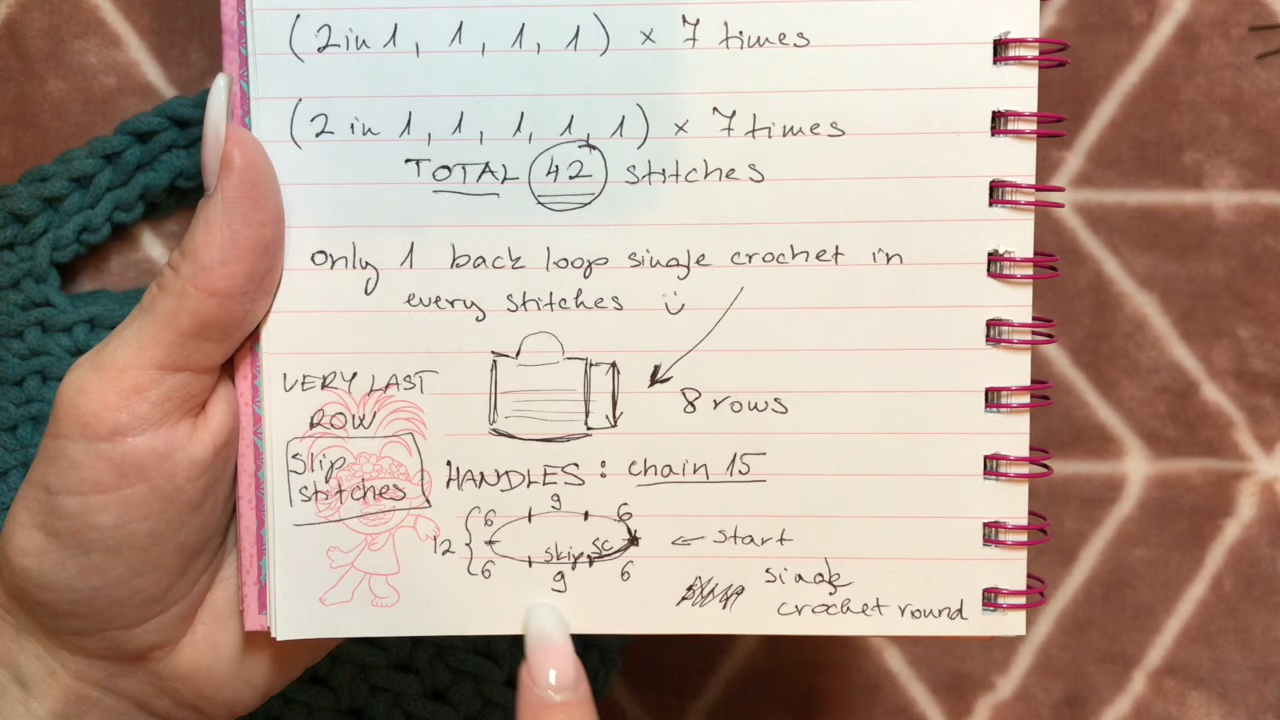 (2 in 1, 1, 1, 1) × 7 times
(2 in 1, 1, 1, 1, 1) × 7 times
TOTAL 42 stitches
only 1 back loop single crochet in
every stitches
8 rows
VERY LAST
ROW
Slip
stitches
HANDLES: chain 15
9
6 6
12 ← start
skip sc
6 9 6
single
crochet round